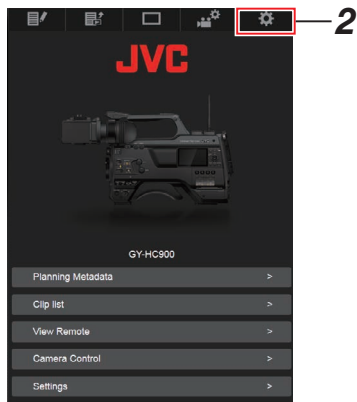 2
JVC
GY-HC900
Planning Metadata >
Clip list >
View Remote >
Camera Control >
Settings >